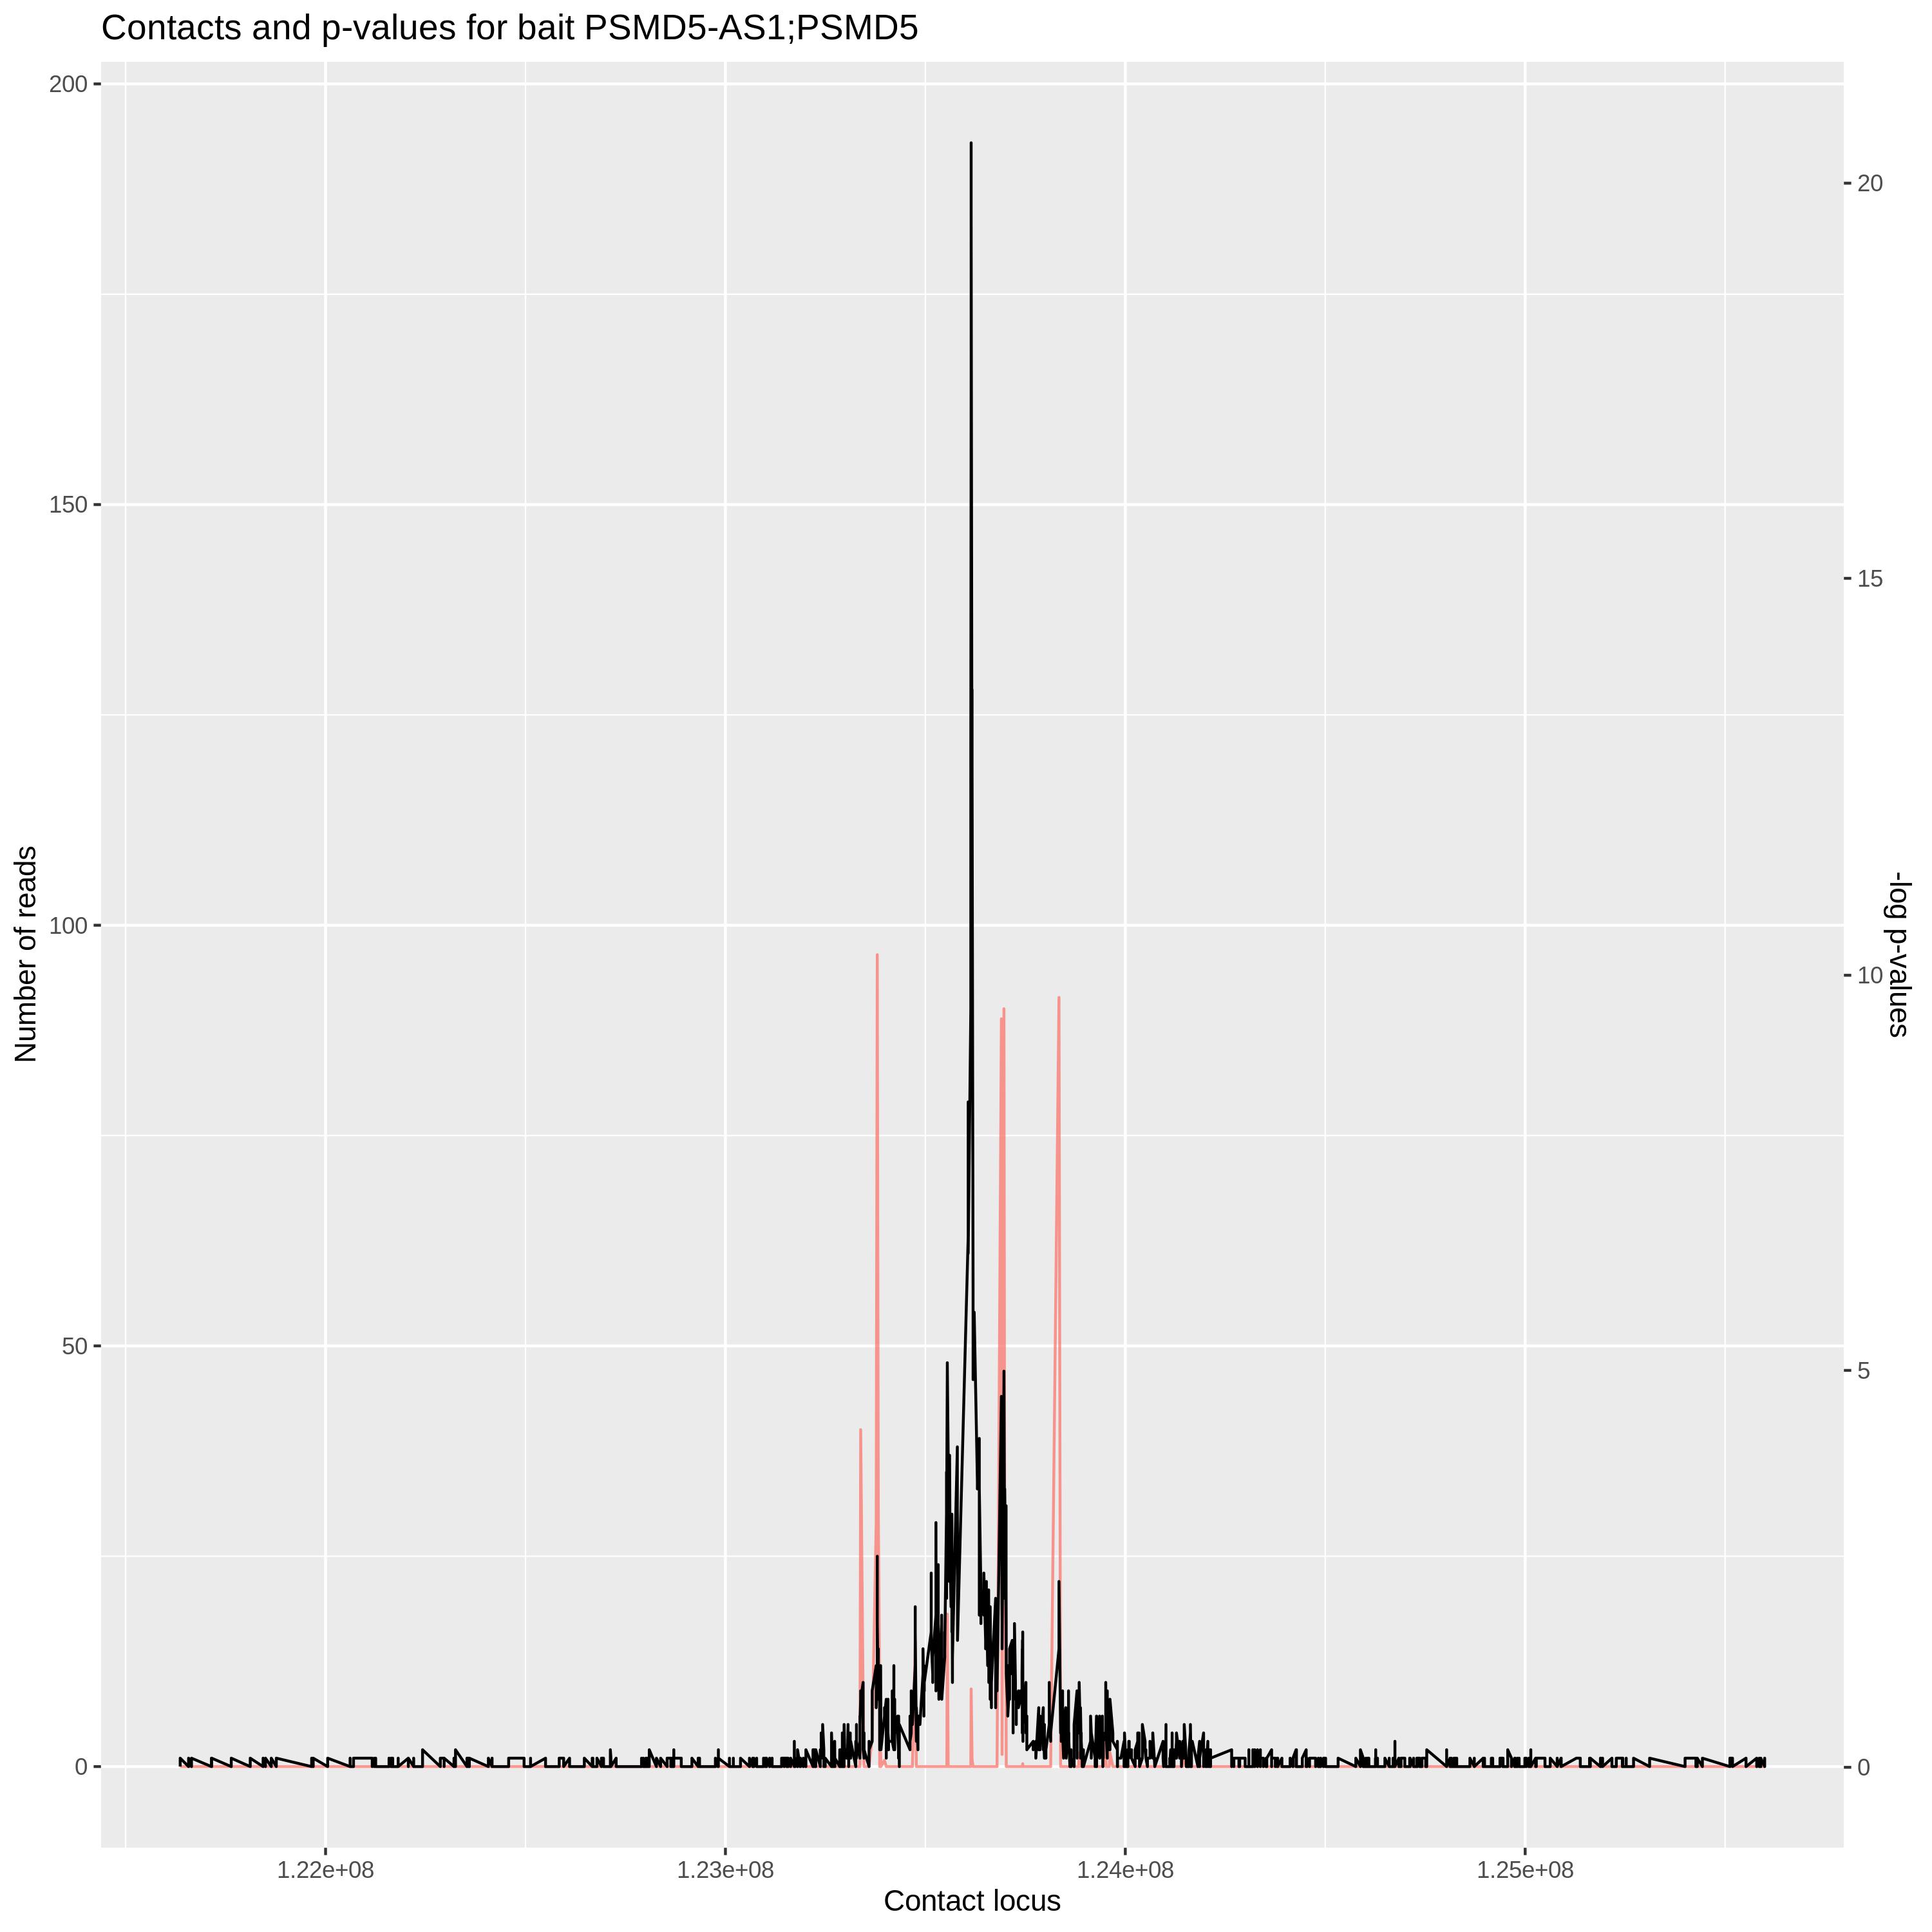 Contacts and p-values for bait PSMD5-AS1;PSMD5
200
150
100
50
0
Number of reads
20
15
10
5
0
-log p-values
1.22e+08
1.23e+08
1.24e+08
1.25e+08
Contact locus